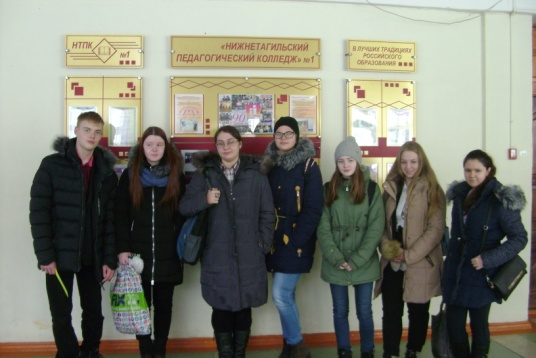 НТПК №1
«НИЖНЕТАГИЛЬСКИЙ
ПЕДАГОГИЧЕСКИЙ КОЛЛЕДЖ» №1
В ЛУЧШИХ ТРАДИЦИЯХ
РОССИЙСКОГО
ОБРАЗОВАНИЯ